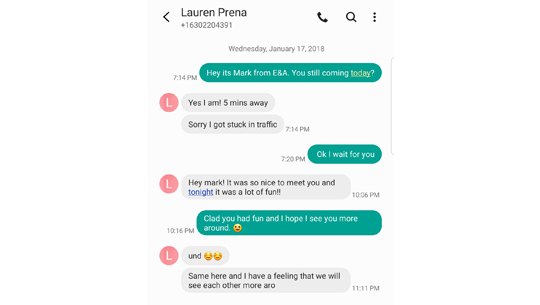 Lauren Prena
+16302204391
Wednesday, January 17, 2018
7:14 PM
Hey its Mark from E&A. You still coming today?
L
Yes I am! 5 mins away
Sorry I got stuck in traffic
7:14 PM
7:20 PM
Ok I wait for you
L
Hey mark! It was so nice to meet you and
tonight it was a lot of fun!!
10:06 PM
Clad you had fun and I hope I see you more
around. 😉
10:16 PM
L
und 😏😏
Same here and I have a feeling that we will
see each other more aro
11:11 PM